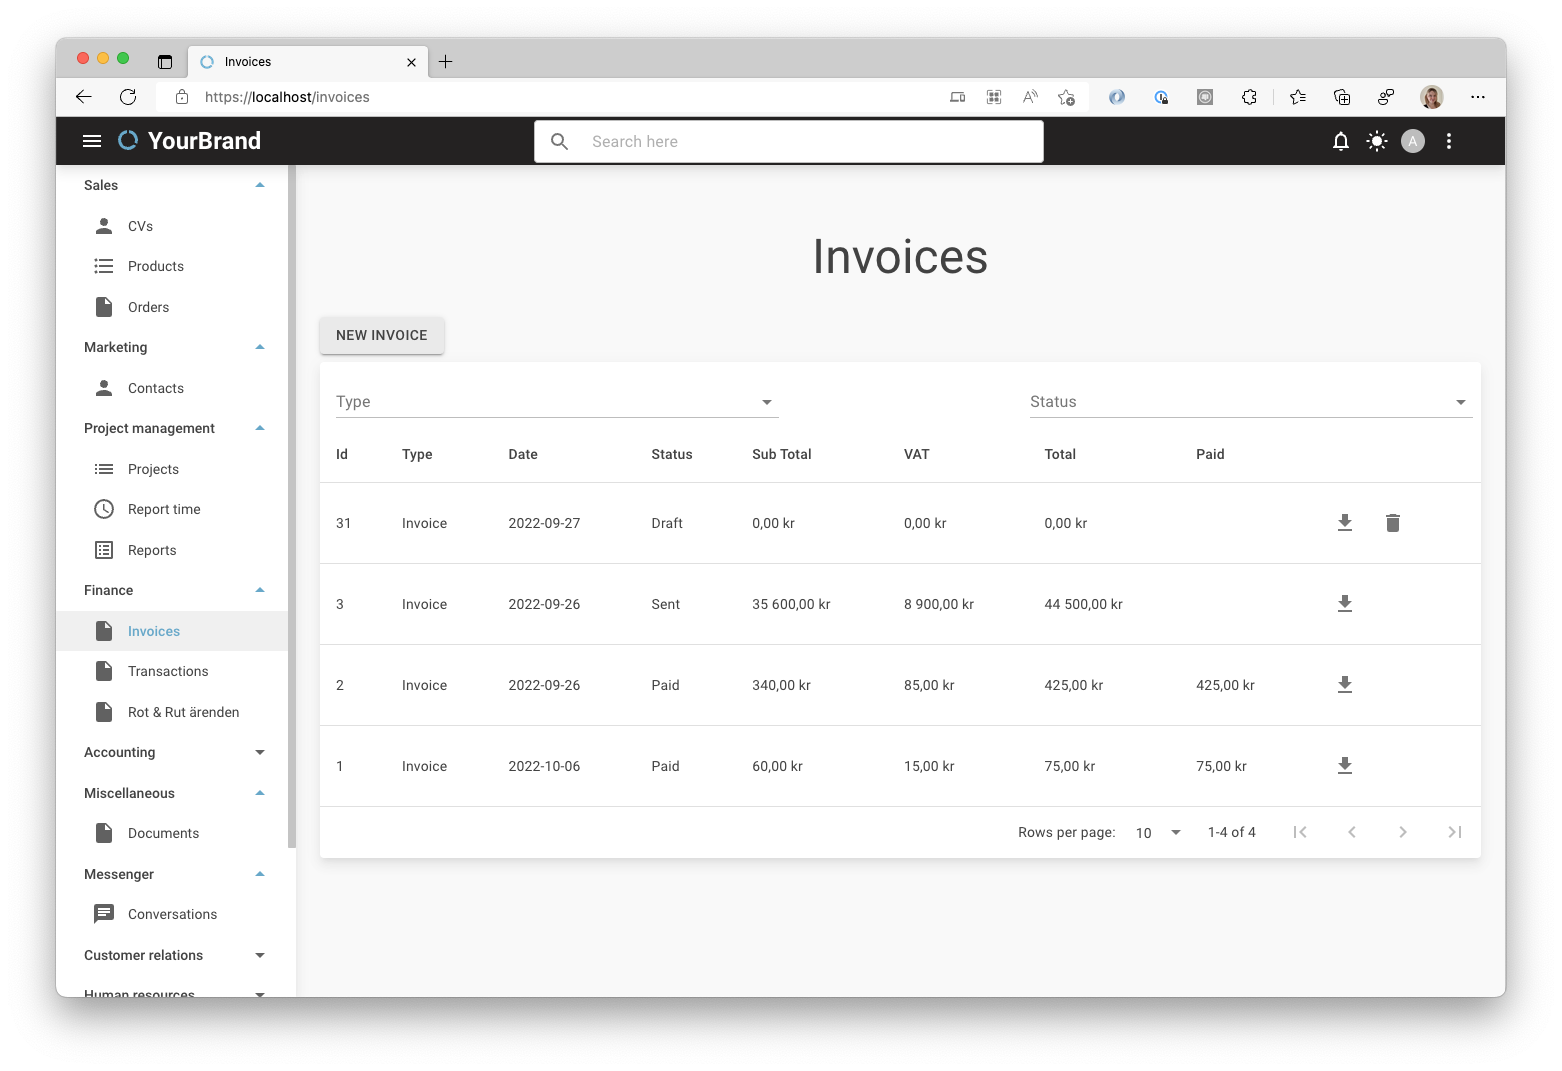 Invoices
https://localhost/invoices
YourBrand
Search here
A
Sales
CVs
Products
Orders
Marketing
Contacts
Project management
Projects
Report time
Reports
Finance
Invoices
Transactions
Rot & Rut ärenden
Accounting
Miscellaneous
Documents
Messenger
Conversations
Customer relations
Human resources
Invoices
NEW INVOICE
Type Status
Id Type Date Status Sub Total VAT Total Paid
31 Invoice 2022-09-27 Draft 0,00 kr 0,00 kr 0,00 kr
3 Invoice 2022-09-26 Sent 35 600,00 kr 8 900,00 kr 44 500,00 kr
2 Invoice 2022-09-26 Paid 340,00 kr 85,00 kr 425,00 kr 425,00 kr
1 Invoice 2022-10-06 Paid 60,00 kr 15,00 kr 75,00 kr 75,00 kr
Rows per page: 10 1-4 of 4